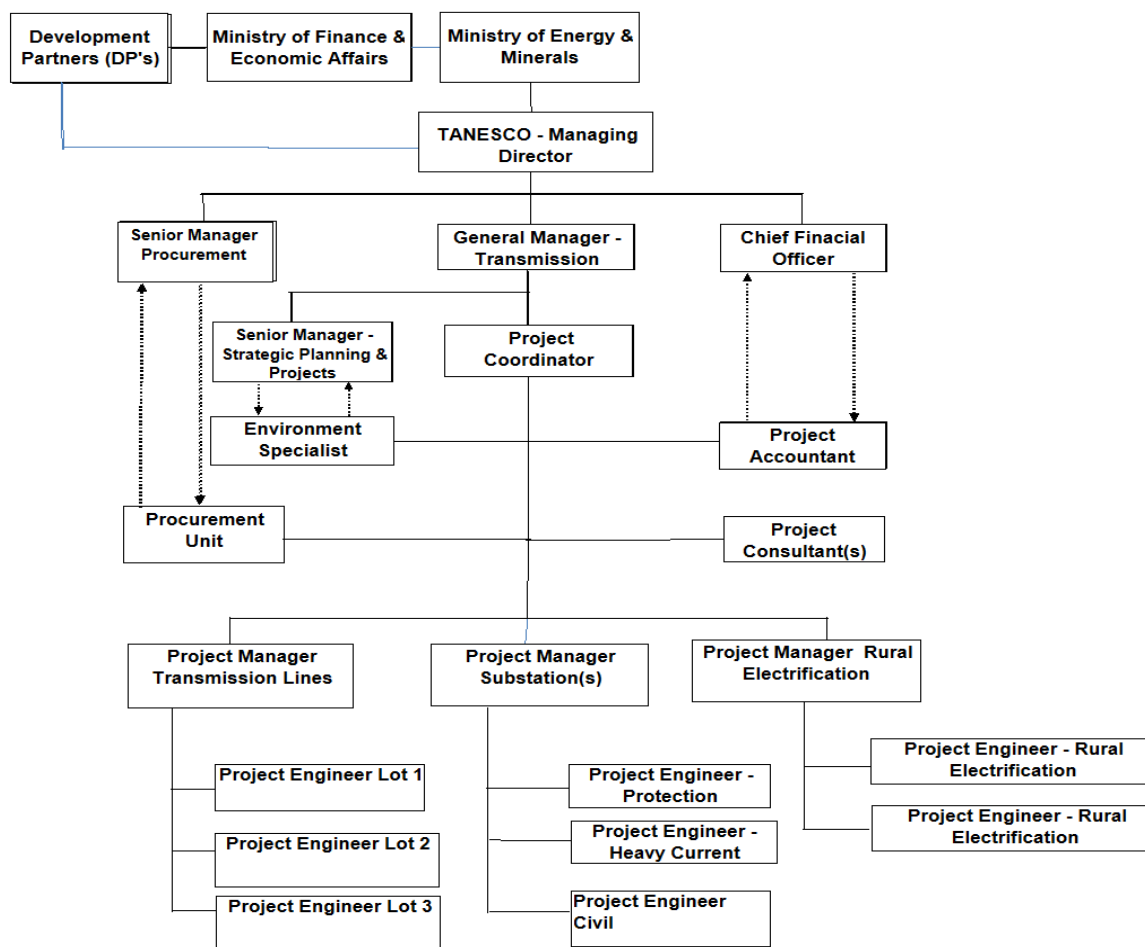 Development
Partners (DP's)
Ministry of Finance &
Economic Affairs
Ministry of Energy &
Minerals
TANESCO - Managing
Director
Senior Manager
Procurement
General Manager -
Transmission
Chief Finacial
Officer
Senior Manager -
Strategic Planning &
Projects
Project
Coordinator
Environment
Specialist
Project
Accountant
Procurement
Unit
Project
Consultant(s)
Project Manager
Transmission Lines
Project Manager
Substation(s)
Project Manager Rural
Electrification
Project Engineer Lot 1
Project Engineer Lot 2
Project Engineer Lot 3
Project Engineer -
Protection
Project Engineer -
Heavy Current
Project Engineer
Civil
Project Engineer - Rural
Electrification
Project Engineer - Rural
Electrification